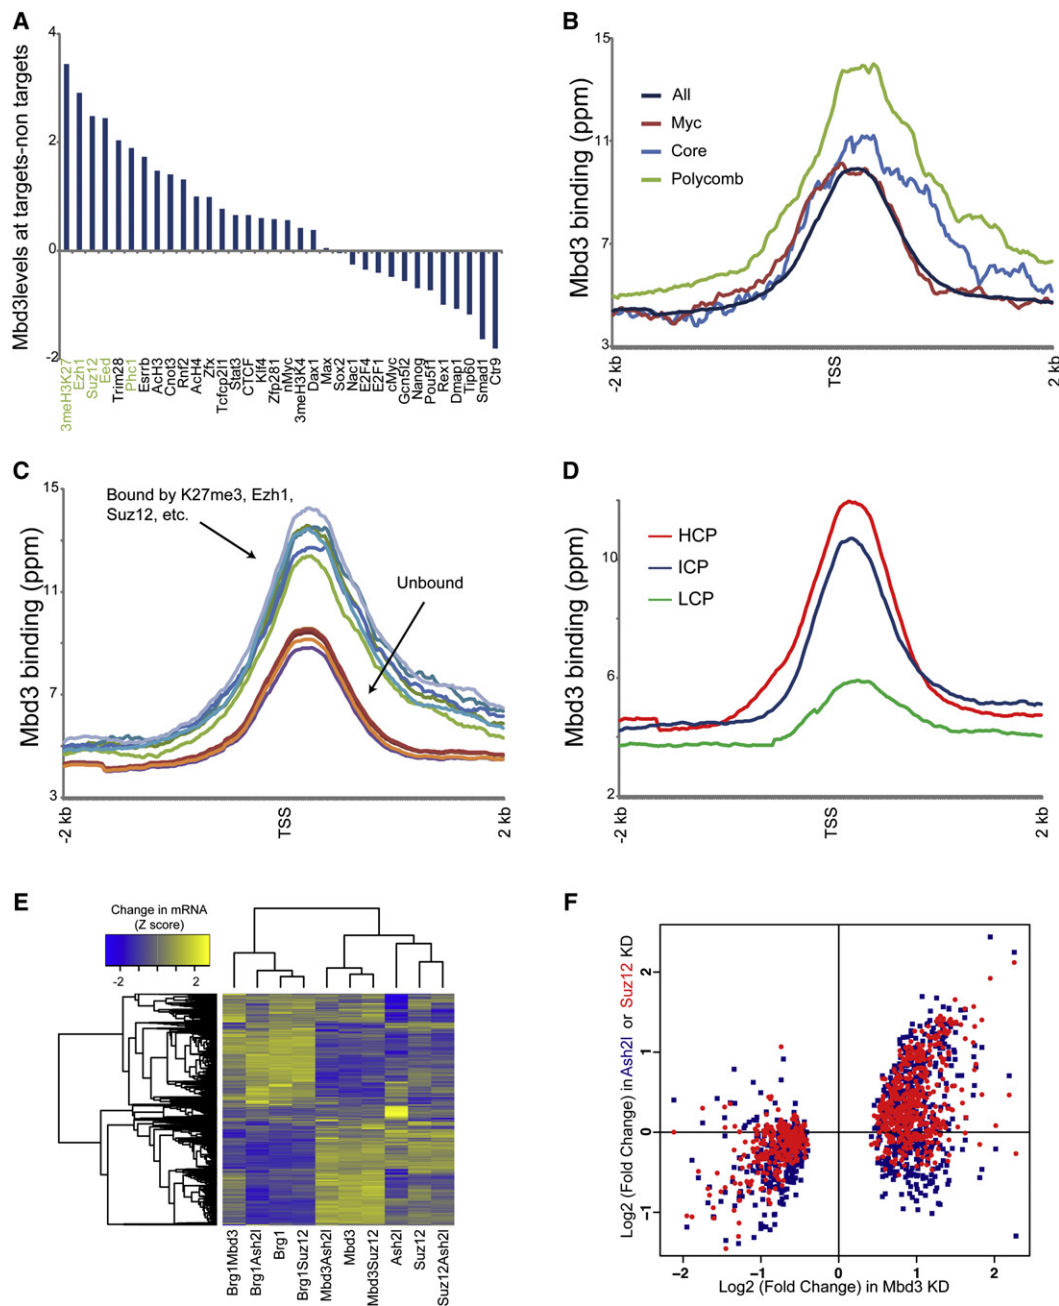 A
Mbd3levels at targets-non targets
4
2
0
-2
3meH3K27
Ezh1
Suz12
Eed
Trim28
Phc1
Esrrb
AcH3
Cnot3
Rnf2
AcH4
Zfx
Tcfcp2l1
Stat3
CTCF
Klf4
Zfp281
nMyc
3meH3K4
Dax1
Max
Sox2
Nac1
E2F4
E2F1
cMyc
Gcn5l2
Nanog
Pou5f1
Rex1
Dmap1
Tip60
Smad1
Ctr9
B
Mbd3 binding (ppm)
15
11
7
3
All
Myc
Core
Polycomb
-2 kb
TSS
2 kb
C
Mbd3 binding (ppm)
15
11
7
3
Bound by K27me3, Ezh1,
Suz12, etc.
Unbound
-2 kb
TSS
2 kb
D
Mbd3 binding (ppm)
10
6
2
HCP
ICP
LCP
-2 kb
TSS
2 kb
E
Change in mRNA
(Z score)
-2 2
Brg1Mbd3
Brg1Ash2l
Brg1
Brg1Suz12
Mbd3Ash2l
Mbd3
Mbd3Suz12
Ash2l
Suz12
Suz12Ash2l
F
Log2 (Fold Change) in Ash2l or Suz12 KD
2
1
0
−1
−2 −1 0 1 2
Log2 (Fold Change) in Mbd3 KD